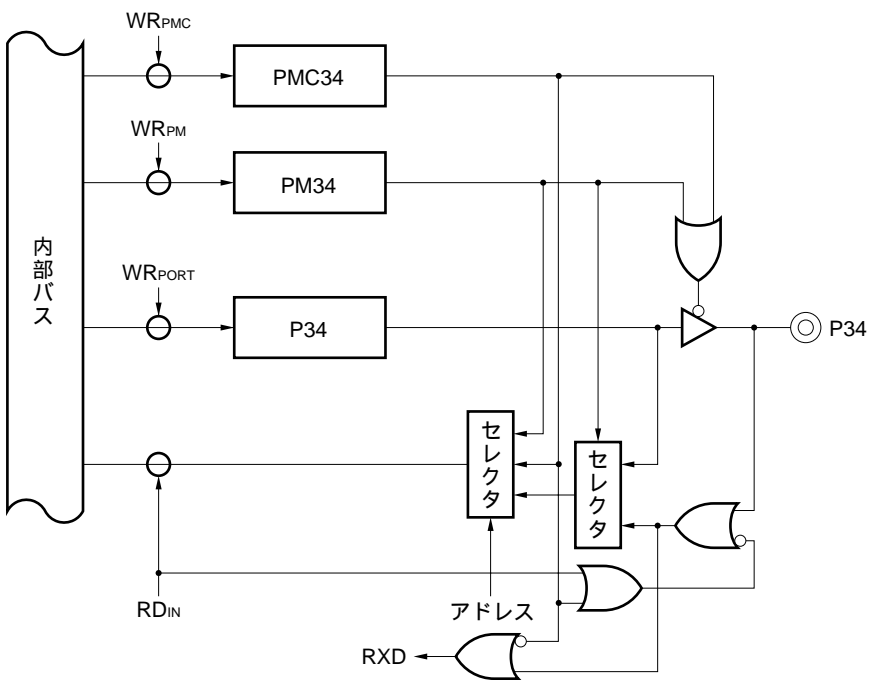 WRPMC
PMC34
WRPM
PM34
内部バス
WRPORT
P34
P34
セレクタ
セレクタ
RDIN
アドレス
RXD